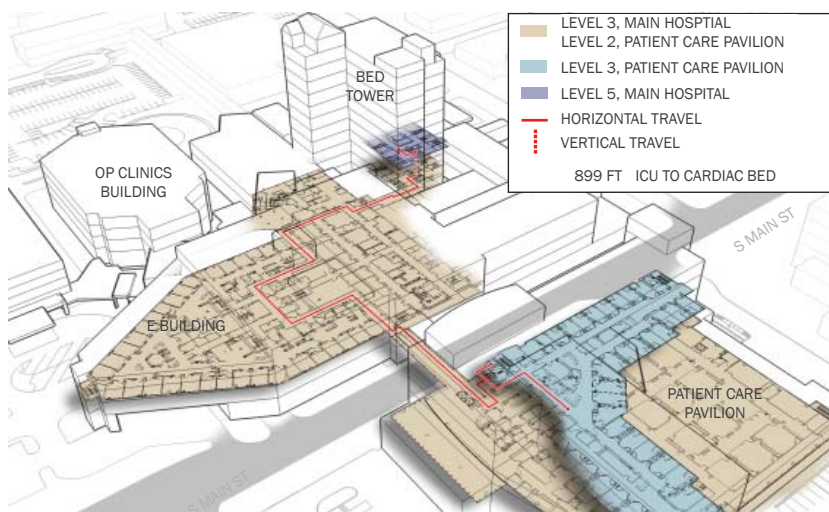 LEVEL 3, MAIN HOSPTIAL
LEVEL 2, PATIENT CARE PAVILION
LEVEL 3, PATIENT CARE PAVILION
LEVEL 5, MAIN HOSPITAL
HORIZONTAL TRAVEL
VERTICAL TRAVEL
899 FT ICU TO CARDIAC BED
BED
TOWER
OP CLINICS
BUILDING
S MAIN ST
E BUILDING
PATIENT CARE
PAVILION
S MAIN ST